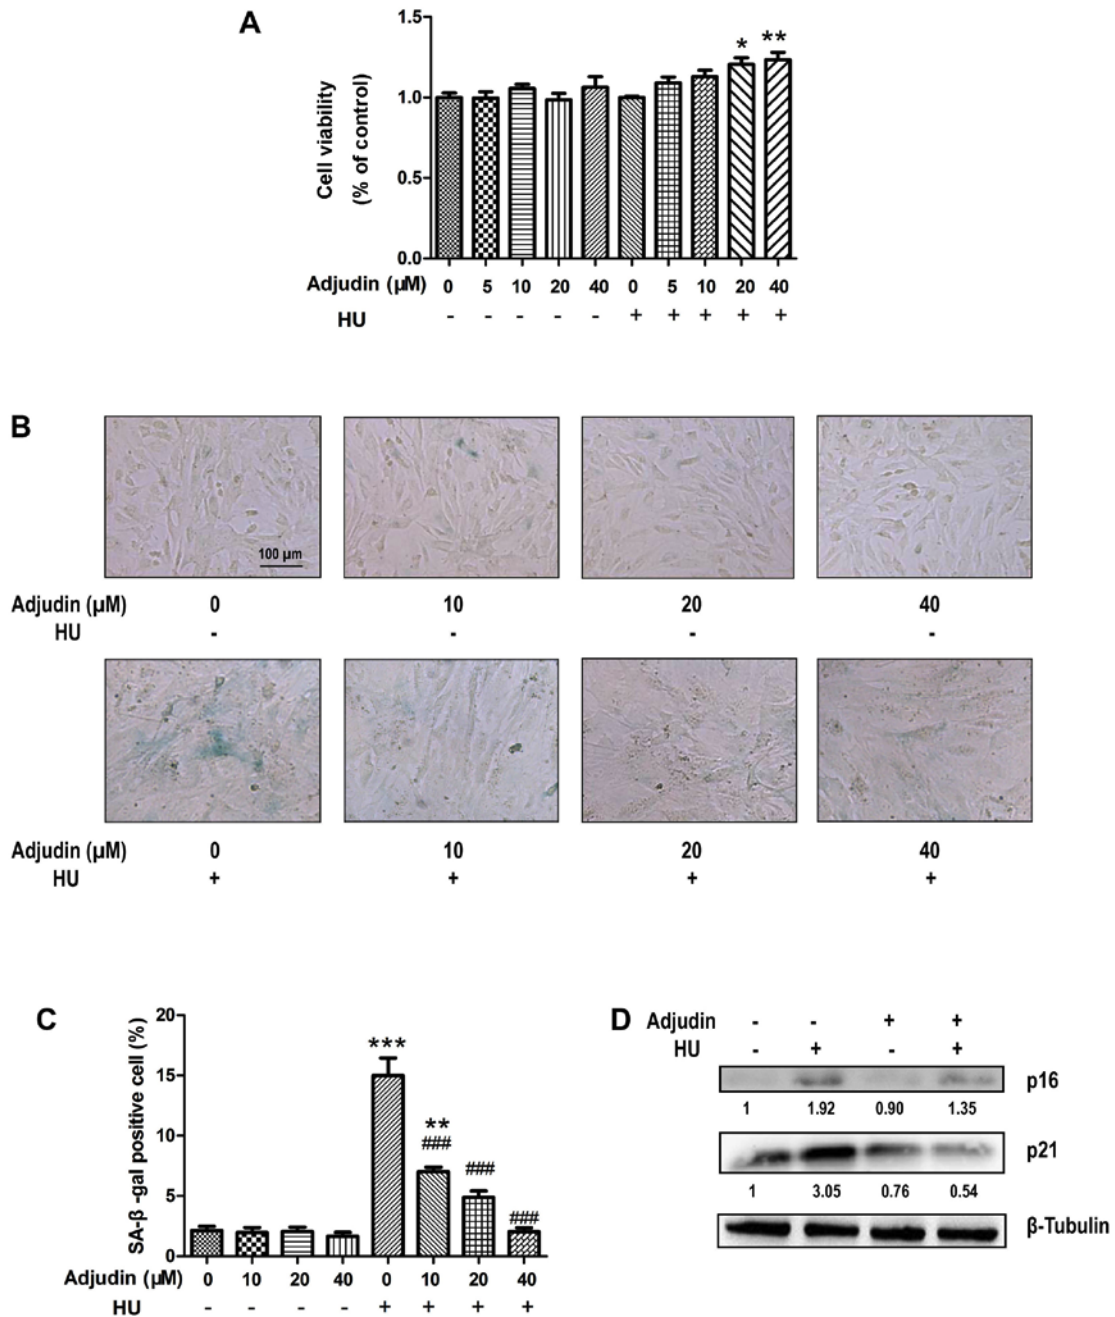 A
Cell viability
(% of control)
1.5
1.0
0.5
0.0
* **
Adjudin (µM) 0 5 10 20 40 0 5 10 20 40
HU - - - - - + + + + +
B
100 µm
Adjudin (µM) 0 10 20 40
HU - - - -
Adjudin (µM) 0 10 20 40
HU + + + +
C
SA-β -gal positive cell (%)
20
15
10
5
0
***
**
### ### ###
Adjudin (µM) 0 10 20 40 0 10 20 40
HU - - - - + + + +
D
Adjudin - - + +
HU - + - +
p16
1 1.92 0.90 1.35
p21
1 3.05 0.76 0.54
β-Tubulin